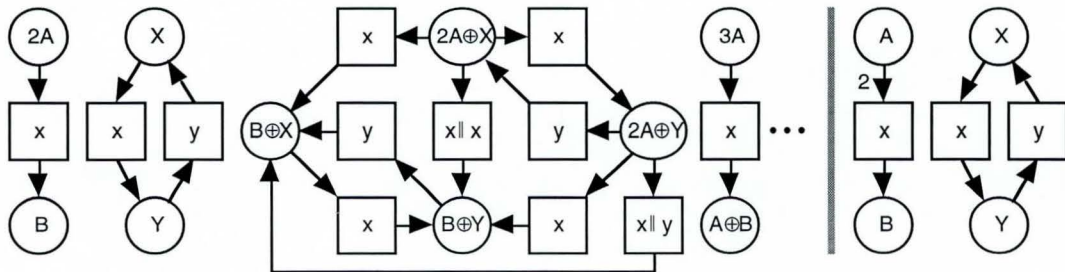 2A X x 2A⊕X x 3A A X
2
x x y B⊕X y x || x y 2A⊕Y x • • • x x y
B Y x B⊕Y x x || y A⊕B B Y